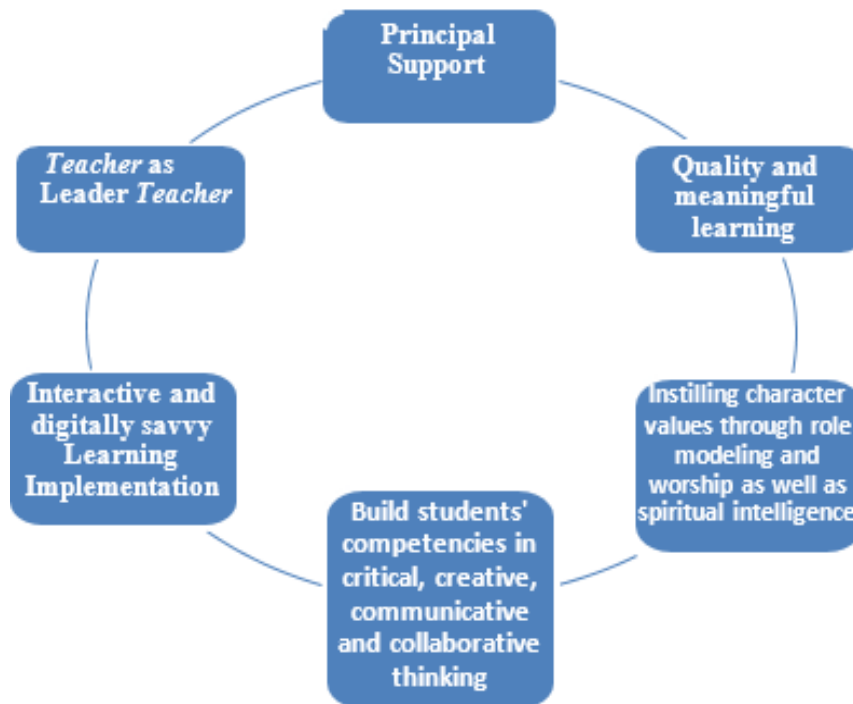 Principal
Support
Teacher as
Leader Teacher
Quality and
meaningful
learning
Interactive and
digitally savvy
Learning
Implementation
Instilling character
values through role
modeling and
worship as well as
spiritual intelligence
Build students'
competencies in
critical, creative,
communicative
and collaborative
thinking